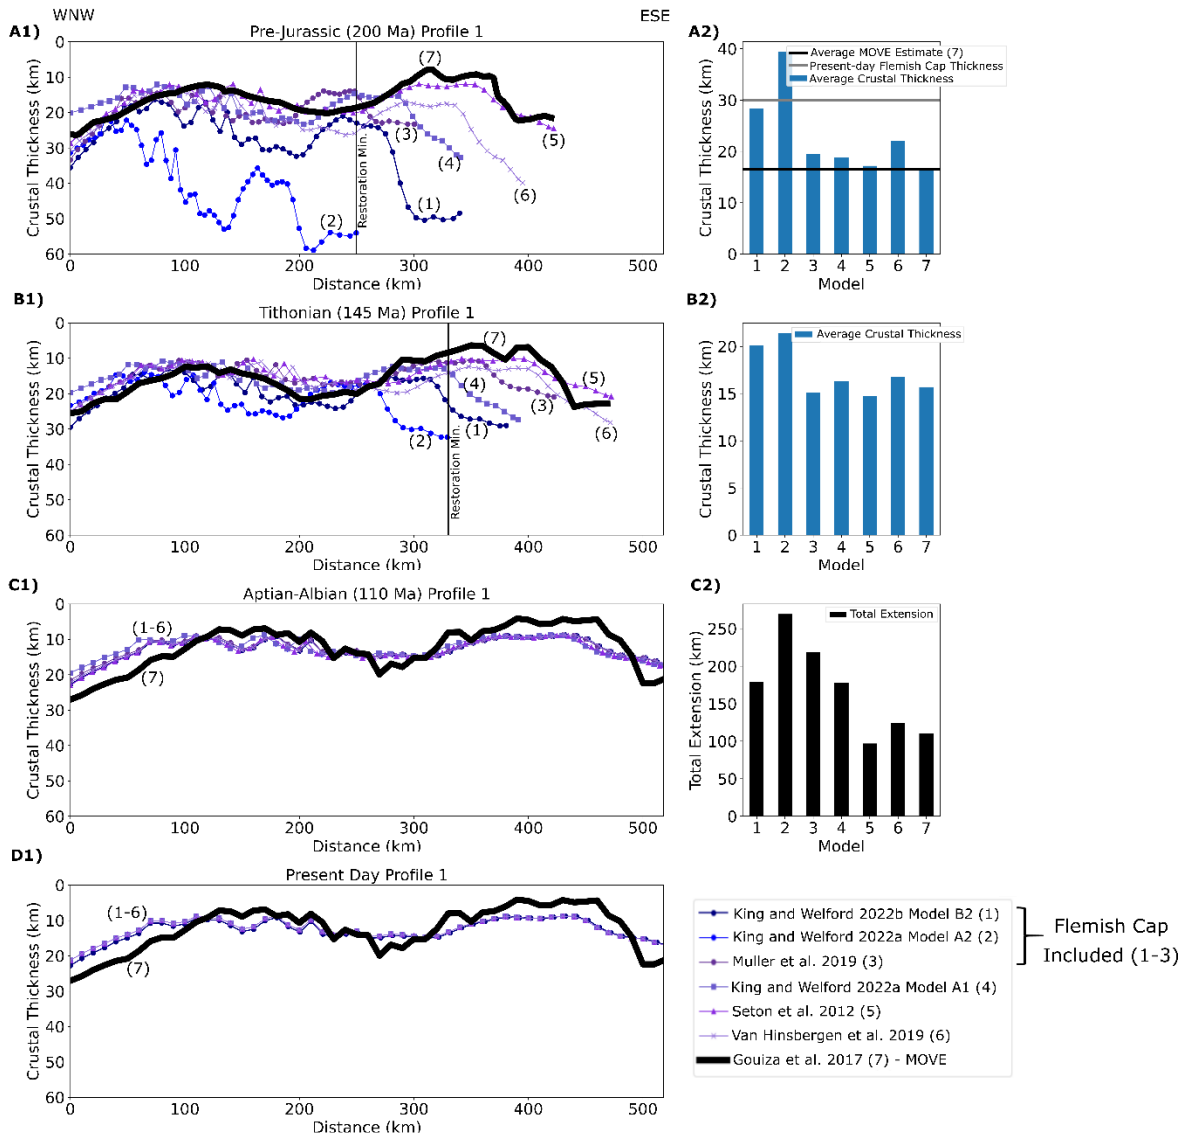 WNW
ESE
A1)
Pre-Jurassic (200 Ma) Profile 1
Crustal Thickness (km)
0
10
20
30
40
50
60
(7)
(3)
(4)
(5)
(6)
(2)
(1)
Restoration Min.
0
100
200
300
400
500
Distance (km)
A2)
Crustal Thickness (km)
40
30
20
10
0
Average MOVE Estimate (7)
Present-day Flemish Cap Thickness
Average Crustal Thickness
1 2 3 4 5 6 7
Model
B1)
Tithonian (145 Ma) Profile 1
Crustal Thickness (km)
0
10
20
30
40
50
60
(7)
(4)
(5)
(3)
(1)
(6)
(2)
Restoration Min.
0
100
200
300
400
500
Distance (km)
B2)
Crustal Thickness (km)
20
15
10
5
0
Average Crustal Thickness
1 2 3 4 5 6 7
Model
C1)
Aptian-Albian (110 Ma) Profile 1
Crustal Thickness (km)
0
10
20
30
40
50
60
(1-6)
(7)
0
100
200
300
400
500
Distance (km)
C2)
Total Extension (km)
250
200
150
100
50
0
Total Extension
1 2 3 4 5 6 7
Model
D1)
Present Day Profile 1
Crustal Thickness (km)
0
10
20
30
40
50
60
(1-6)
(7)
0
100
200
300
400
500
Distance (km)
King and Welford 2022b Model B2 (1)
King and Welford 2022a Model A2 (2)
Muller et al. 2019 (3)
King and Welford 2022a Model A1 (4)
Seton et al. 2012 (5)
Van Hinsbergen et al. 2019 (6)
Gouiza et al. 2017 (7) - MOVE
Flemish Cap
Included (1-3)